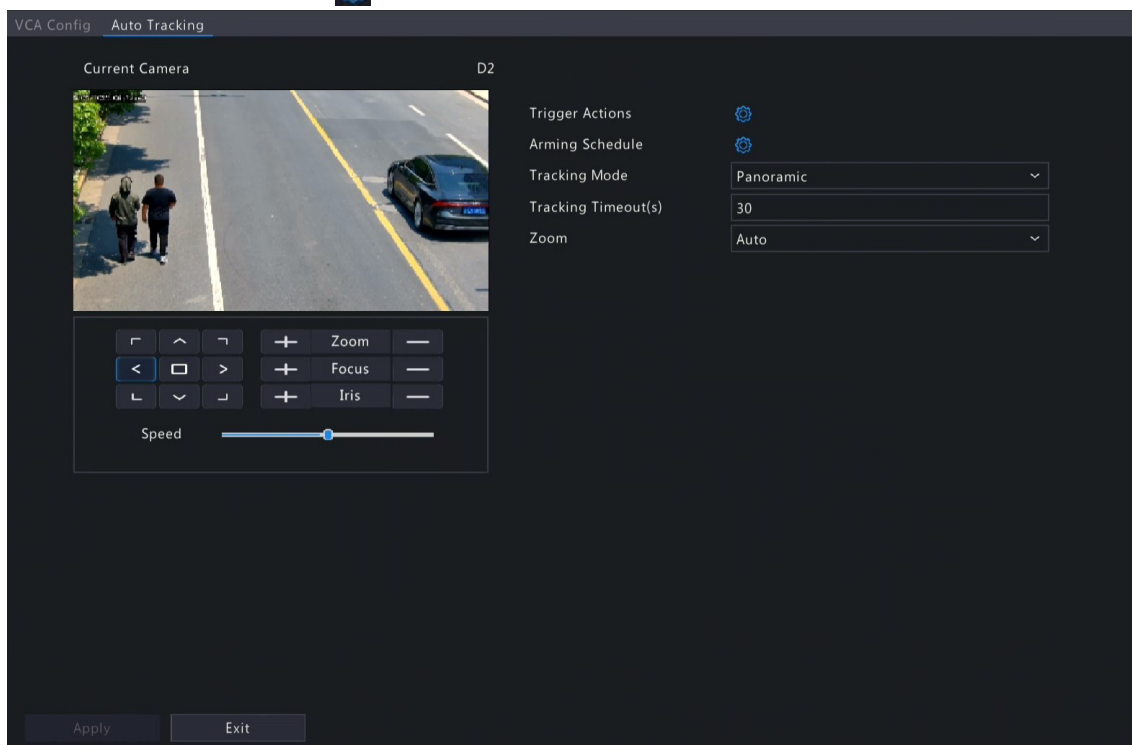 VCA Config Auto Tracking
Current Camera D2
Trigger Actions
Arming Schedule
Tracking Mode Panoramic
Tracking Timeout(s) 30
Zoom Auto
Zoom
Focus
Iris
Speed
Apply Exit